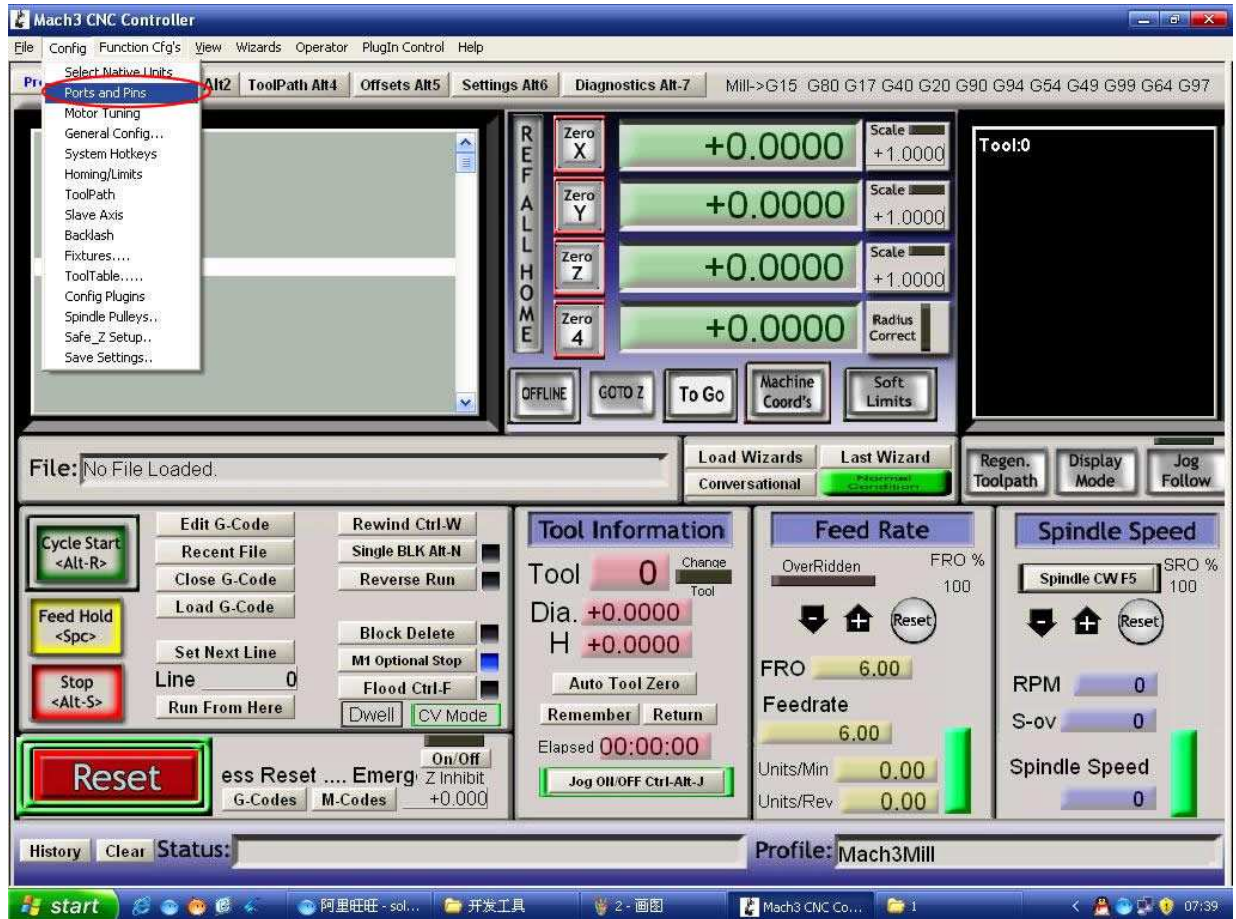 Mach3 CNC Controller
File Config Function Cfg's View Wizards Operator PlugIn Control Help
Select Native Units
Ports and Pins
Motor Tuning
General Config...
System Hotkeys
Homing/Limits
ToolPath
Slave Axis
Backlash
Fixtures....
ToolTable.....
Config Plugins
Spindle Pulleys..
Safe_Z Setup..
Save Settings..
Alt2 ToolPath Alt4 Offsets Alt5 Settings Alt6 Diagnostics Alt-7
Mill->G15 G80 G17 G40 G20 G90 G94 G54 G49 G99 G64 G97
REF ALL HOME
Zero X +0.0000 Scale +1.0000
Zero Y +0.0000 Scale +1.0000
Zero Z +0.0000 Scale +1.0000
Zero 4 +0.0000 Radius Correct
OFFLINE GOTO Z To Go Machine Coord's Soft Limits
Tool:0
File: No File Loaded.
Load Wizards Last Wizard
Conversational Normal Condition
Regen. Toolpath Display Mode Jog Follow
Cycle Start <Alt-R>
Feed Hold <Spc>
Stop <Alt-S>
Edit G-Code
Recent File
Close G-Code
Load G-Code
Set Next Line
Line 0
Run From Here
Rewind Ctrl-W
Single BLK Alt-N
Reverse Run
Block Delete
M1 Optional Stop
Flood Ctrl-F
Dwell CV Mode
Reset
ess Reset .... Emerg
G-Codes M-Codes
On/Off
Z Inhibit
+0.000
Tool Information
Tool 0 Change Tool
Dia. +0.0000
H +0.0000
Auto Tool Zero
Remember Return
Elapsed 00:00:00
Jog ON/OFF Ctrl-Alt-J
Feed Rate
OverRidden FRO %
100
Reset
FRO 6.00
Feedrate
6.00
Units/Min 0.00
Units/Rev 0.00
Spindle Speed
Spindle CW F5 SRO %
100
Reset
RPM 0
S-ov 0
Spindle Speed
0
History Clear Status:
Profile: Mach3Mill
start 阿里旺旺 - sol... 开发工具 2 - 画图 Mach3 CNC Co... 1 07:39